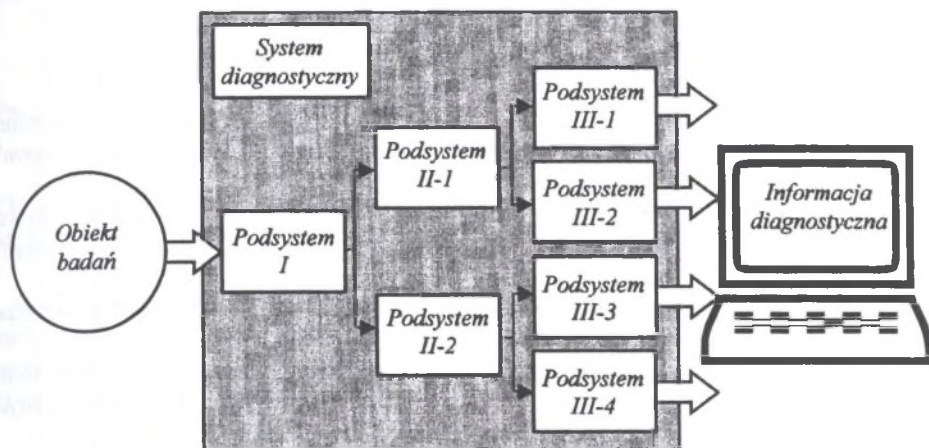 System
diagnostyczny
Obiekt
badań
Podsystem
I
Podsystem
II-1
Podsystem
II-2
Podsystem
III-1
Podsystem
III-2
Podsystem
III-3
Podsystem
III-4
Informacja
diagnostyczna